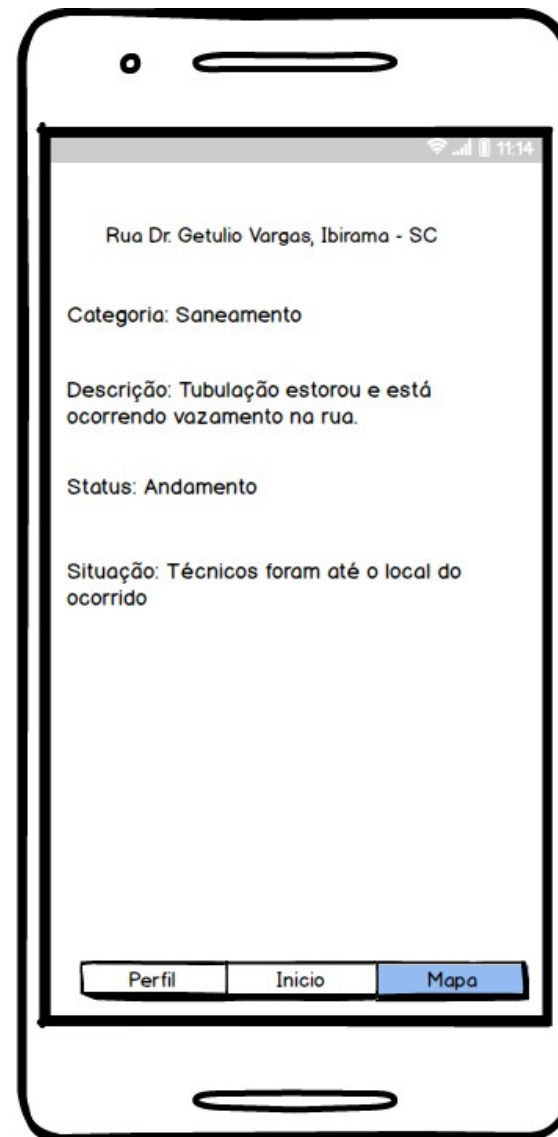 11:14
Rua Dr. Getulio Vargas, Ibirama - SC
Categoria: Saneamento
Descrição: Tubulação estorou e está
ocorrendo vazamento na rua.
Status: Andamento
Situação: Técnicos foram até o local do
ocorrido
Perfil Inicio Mapa